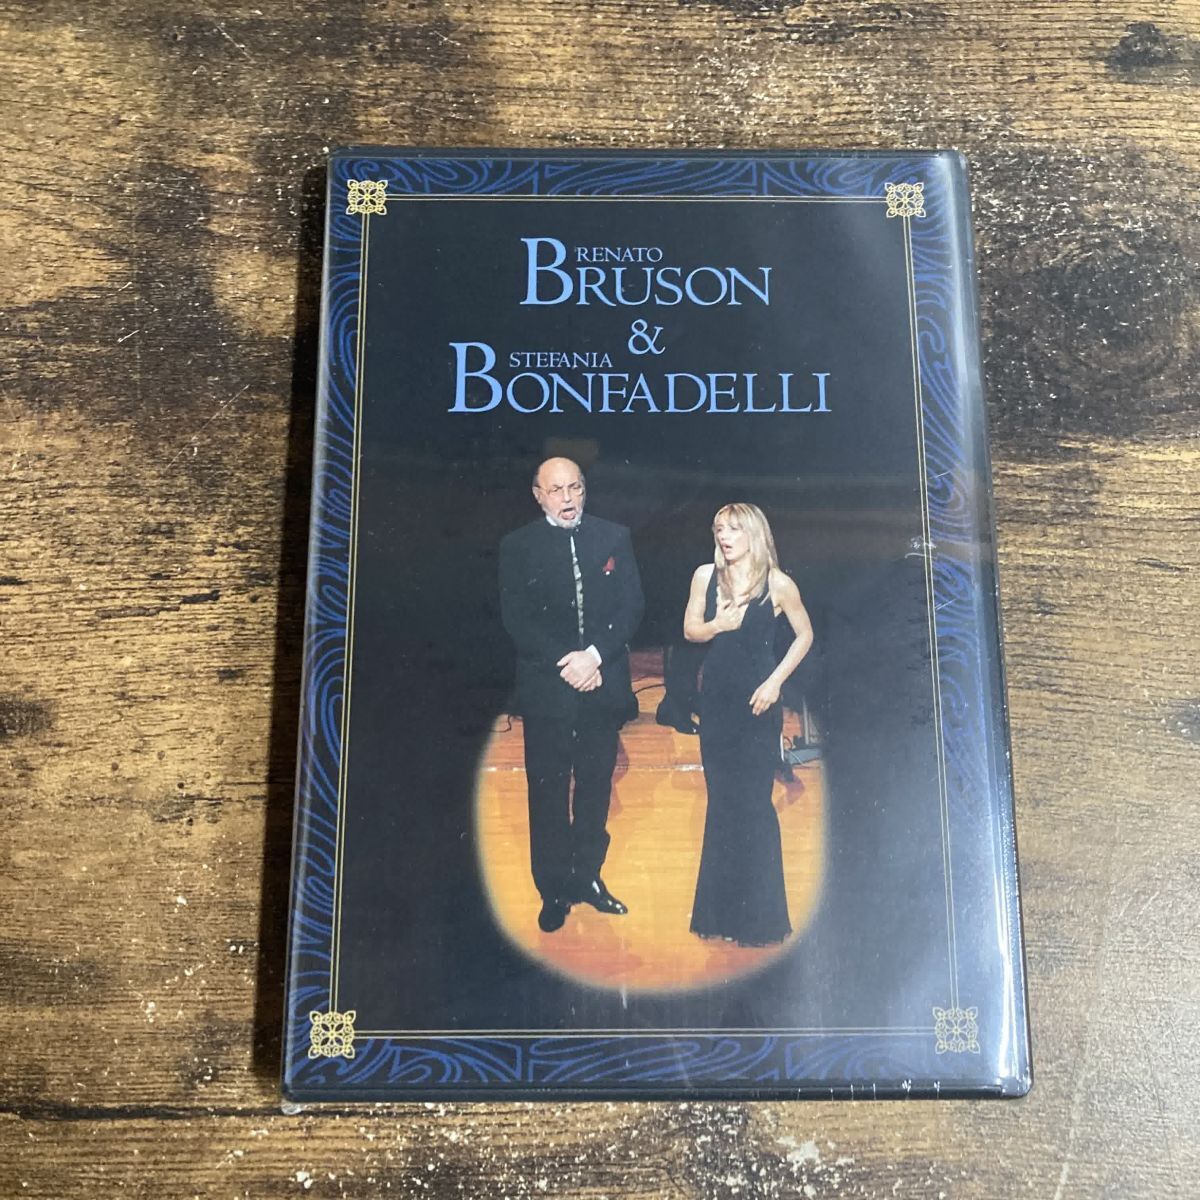 RENATO
BRUSON
&
STEFANIA
BONFADELLI